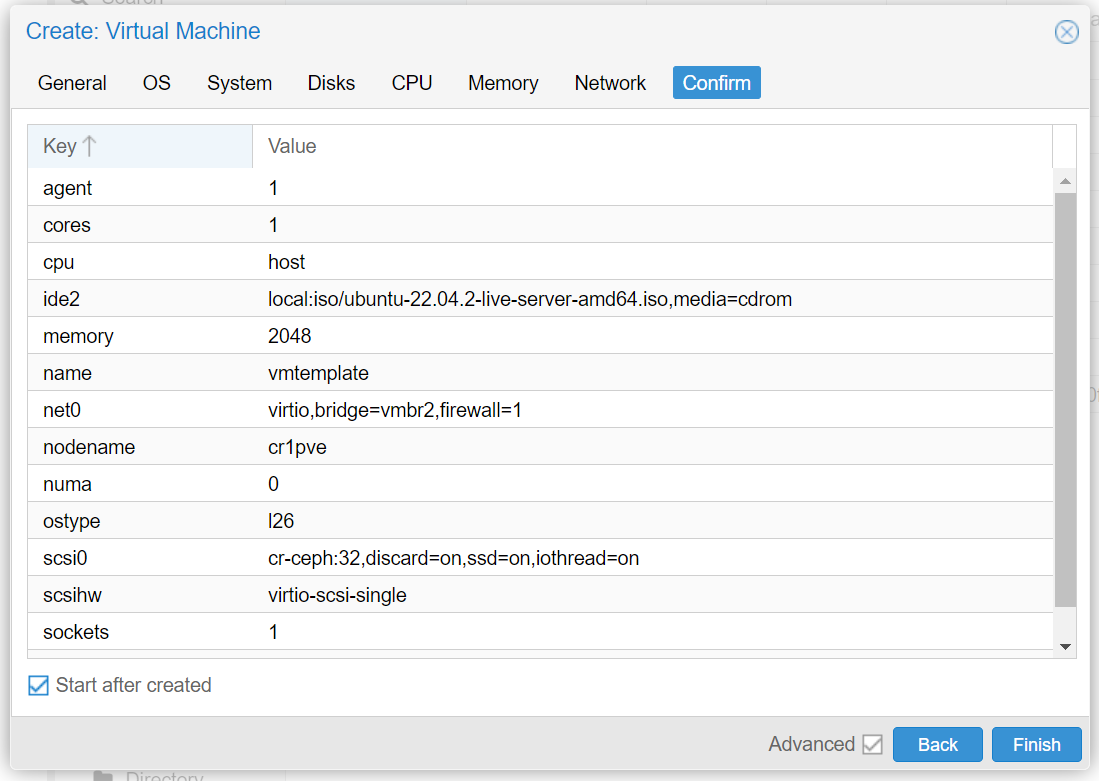 Search
Create: Virtual Machine
General OS System Disks CPU Memory Network Confirm
Key Value
agent 1
cores 1
cpu host
ide2 local:iso/ubuntu-22.04.2-live-server-amd64.iso,media=cdrom
memory 2048
name vmtemplate
net0 virtio,bridge=vmbr2,firewall=1
nodename cr1pve
numa 0
ostype l26
scsi0 cr-ceph:32,discard=on,ssd=on,iothread=on
scsihw virtio-scsi-single
sockets 1
Start after created
Advanced Back Finish
Directory